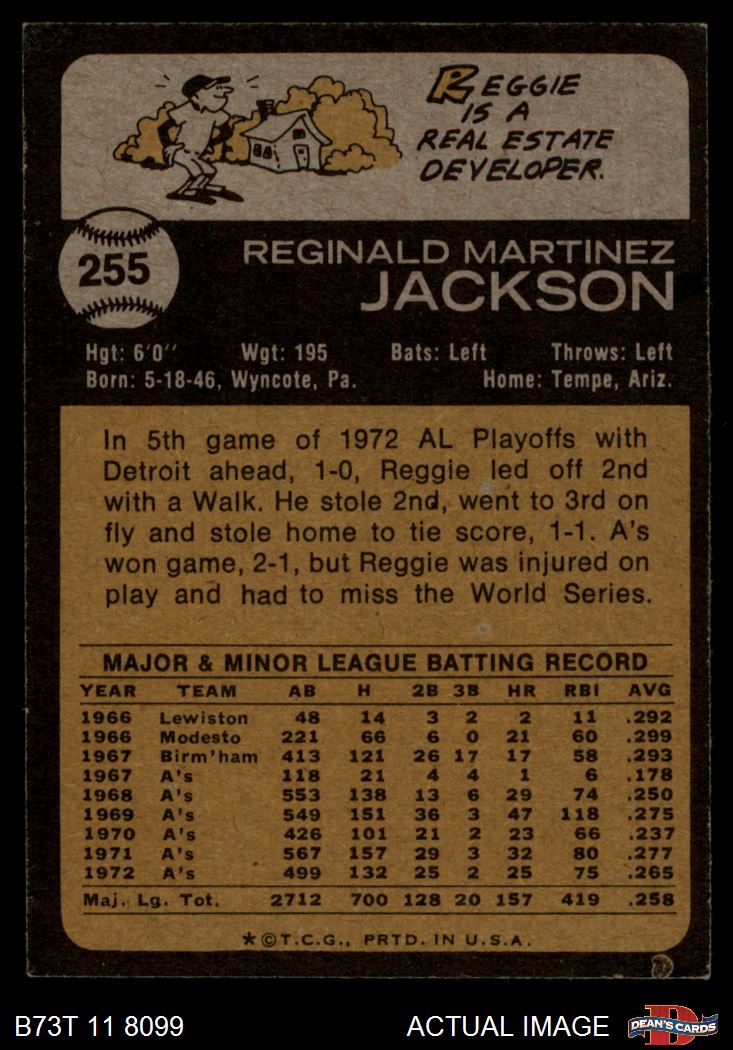 REGGIE
IS A
REAL ESTATE
DEVELOPER.
255
REGINALD MARTINEZ
JACKSON
Hgt: 6'0" Wgt: 195 Bats: Left Throws: Left
Born: 5-18-46, Wyncote, Pa. Home: Tempe, Ariz.
In 5th game of 1972 AL Playoffs with
Detroit ahead, 1-0, Reggie led off 2nd
with a Walk. He stole 2nd, went to 3rd on
fly and stole home to tie score, 1-1. A's
won game, 2-1, but Reggie was injured on
play and had to miss the World Series.
MAJOR & MINOR LEAGUE BATTING RECORD
YEAR TEAM AB H 2B 3B HR RBI AVG
1966 Lewiston 48 14 3 2 2 11 .292
1966 Modesto 221 66 6 0 21 60 .299
1967 Birm'ham 413 121 26 17 17 58 .293
1967 A's 118 21 4 4 1 6 .178
1968 A's 553 138 13 6 29 74 .250
1969 A's 549 151 36 3 47 118 .275
1970 A's 426 101 21 2 23 66 .237
1971 A's 567 157 29 3 32 80 .277
1972 A's 499 132 25 2 25 75 .265
Maj. Lg. Tot. 2712 700 128 20 157 419 .258
*©T.C.G., PRTD. IN U.S.A.
B73T 11 8099 ACTUAL IMAGE D DEAN'S CARDS